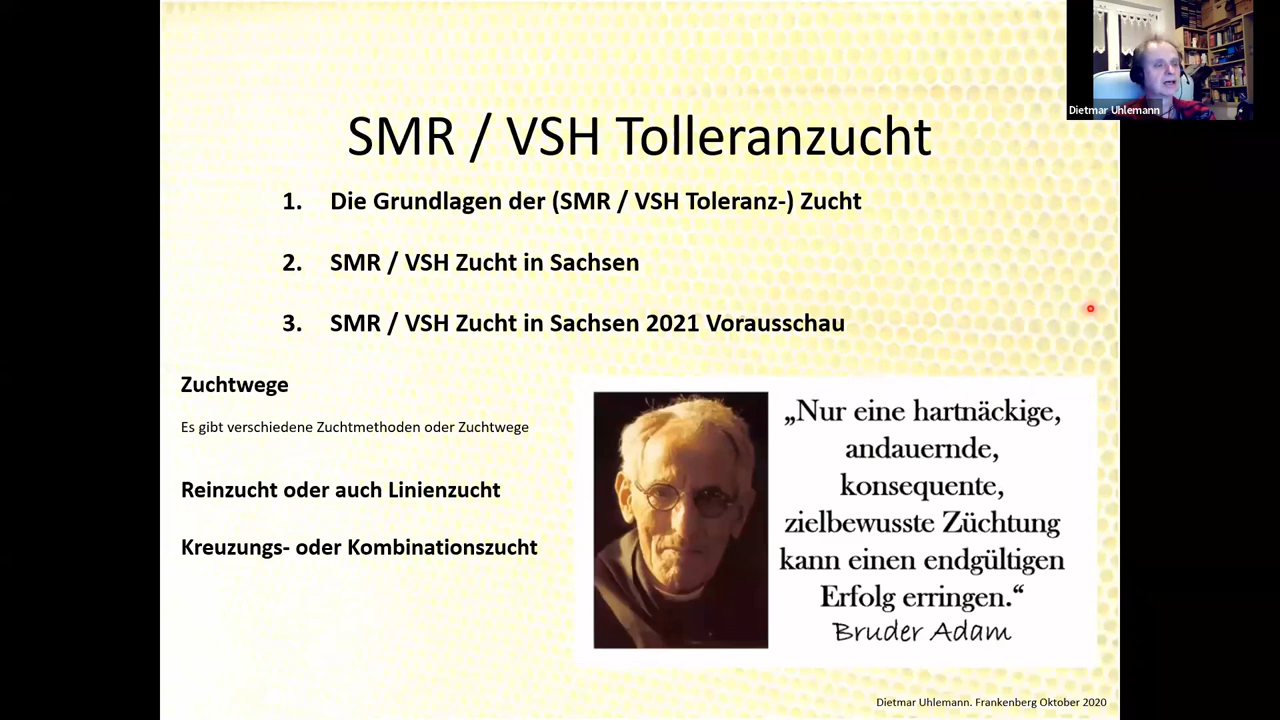 Dietmar Uhlemann
SMR / VSH Tolleranzucht
1. Die Grundlagen der (SMR / VSH Toleranz-) Zucht
2. SMR / VSH Zucht in Sachsen
3. SMR / VSH Zucht in Sachsen 2021 Vorausschau
Zuchtwege
Es gibt verschiedene Zuchtmethoden oder Zuchtwege
Reinzucht oder auch Linienzucht
Kreuzungs- oder Kombinationszucht
„Nur eine hartnäckige,
andauernde,
konsequente,
zielbewusste Züchtung
kann einen endgültigen
Erfolg erringen.“
Bruder Adam
Dietmar Uhlemann. Frankenberg Oktober 2020